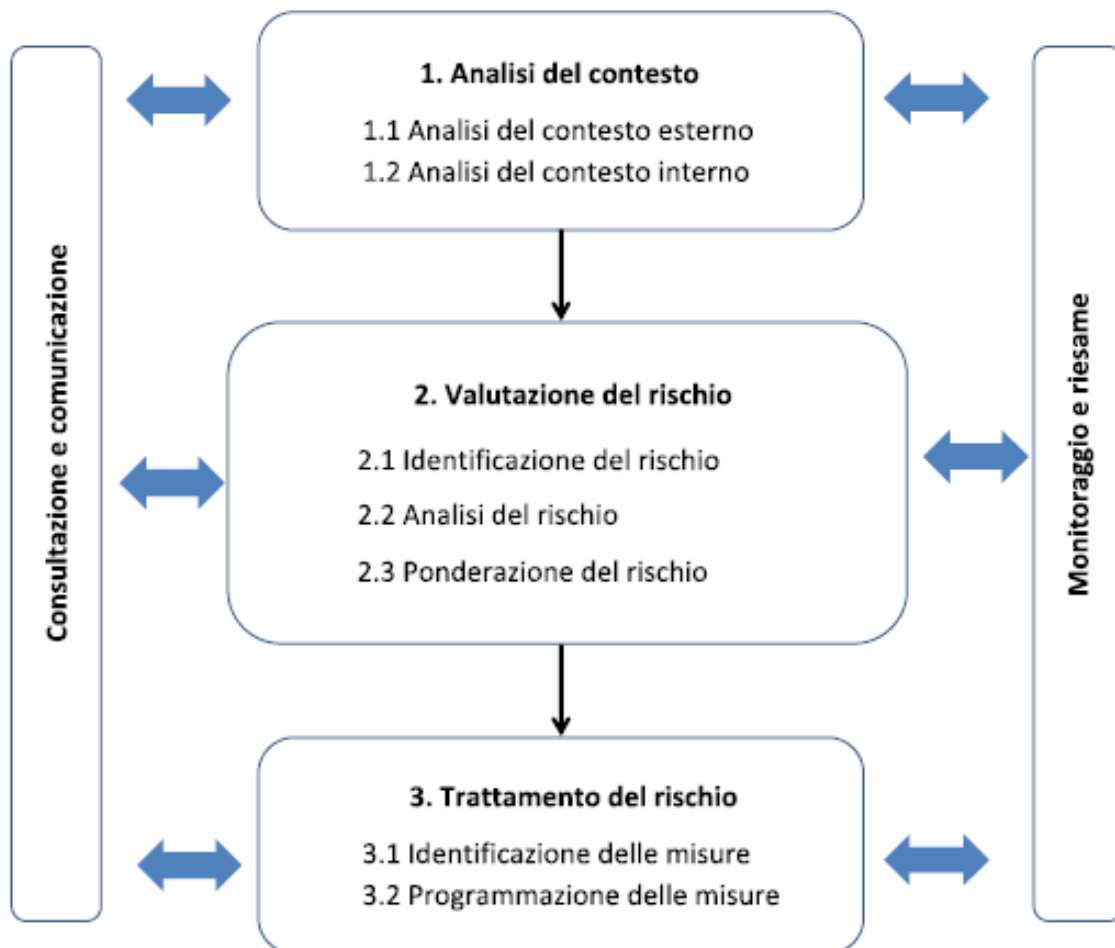 Consultazione e comunicazione
1. Analisi del contesto
1.1 Analisi del contesto esterno
1.2 Analisi del contesto interno
2. Valutazione del rischio
2.1 Identificazione del rischio
2.2 Analisi del rischio
2.3 Ponderazione del rischio
3. Trattamento del rischio
3.1 Identificazione delle misure
3.2 Programmazione delle misure
Monitoraggio e riesame